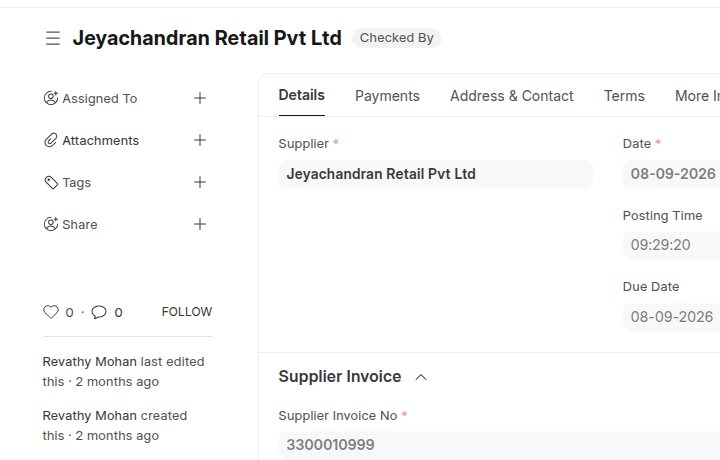 Jeyachandran Retail Pvt Ltd Checked By
Assigned To
Attachments
Tags
Share
0 · 0 FOLLOW
Revathy Mohan last edited
this · 2 months ago
Revathy Mohan created
this · 2 months ago
Details Payments Address & Contact Terms More In
Supplier *
Jeyachandran Retail Pvt Ltd
Date *
08-09-2026
Posting Time
09:29:20
Due Date
08-09-2026
Supplier Invoice
Supplier Invoice No *
3300010999